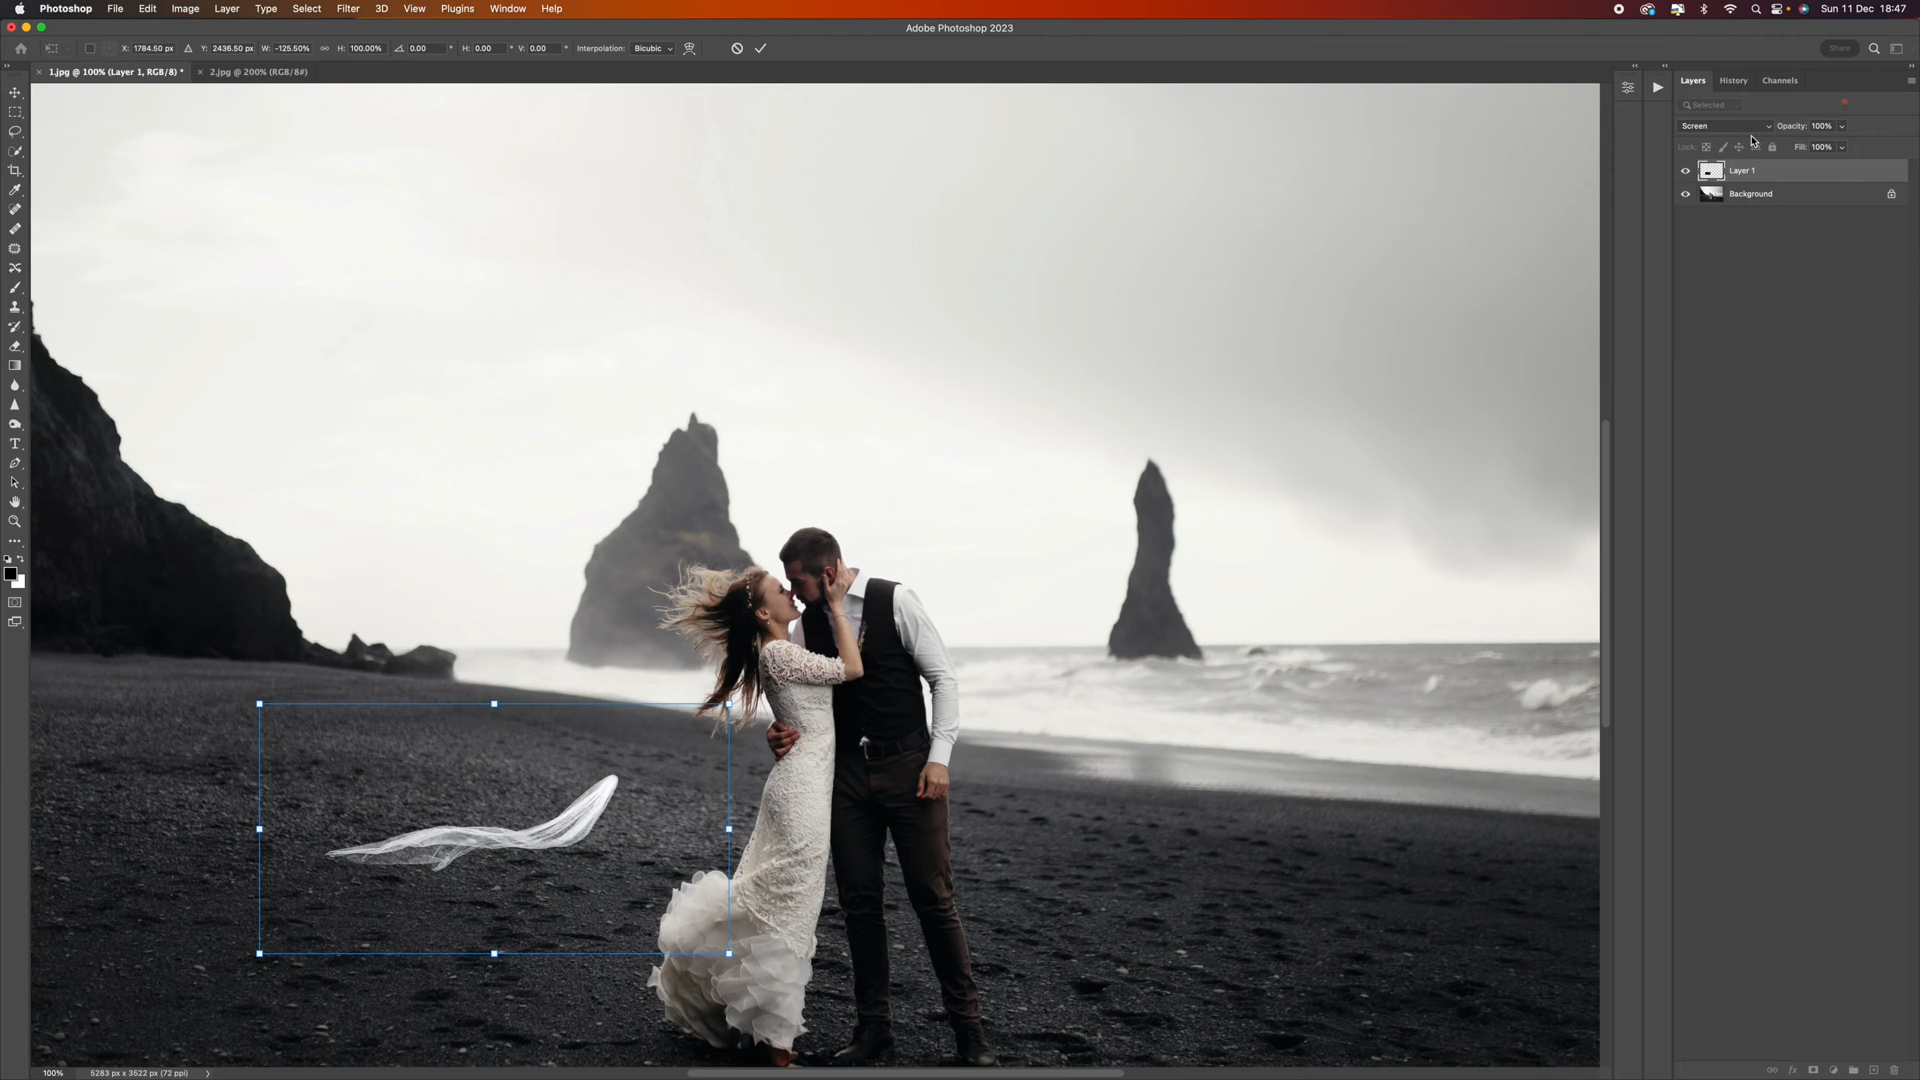 Photoshop File Edit Image Layer Type Select Filter 3D View Plugins Window Help Sun 11 Dec 18:47
Adobe Photoshop 2023
X: 1784.50 px Y: 2436.50 px W: -125.50% H: 100.00% 0.00 ° H: 0.00 ° V: 0.00 ° Interpolation: Bicubic Share
1.jpg @ 100% (Layer 1, RGB/8) * 2.jpg @ 200% (RGB/8#)
Layers History Channels
Selected
Screen Opacity: 100%
Lock: Fill: 100%
Layer 1
Background
100% 5283 px x 3522 px (72 ppi)